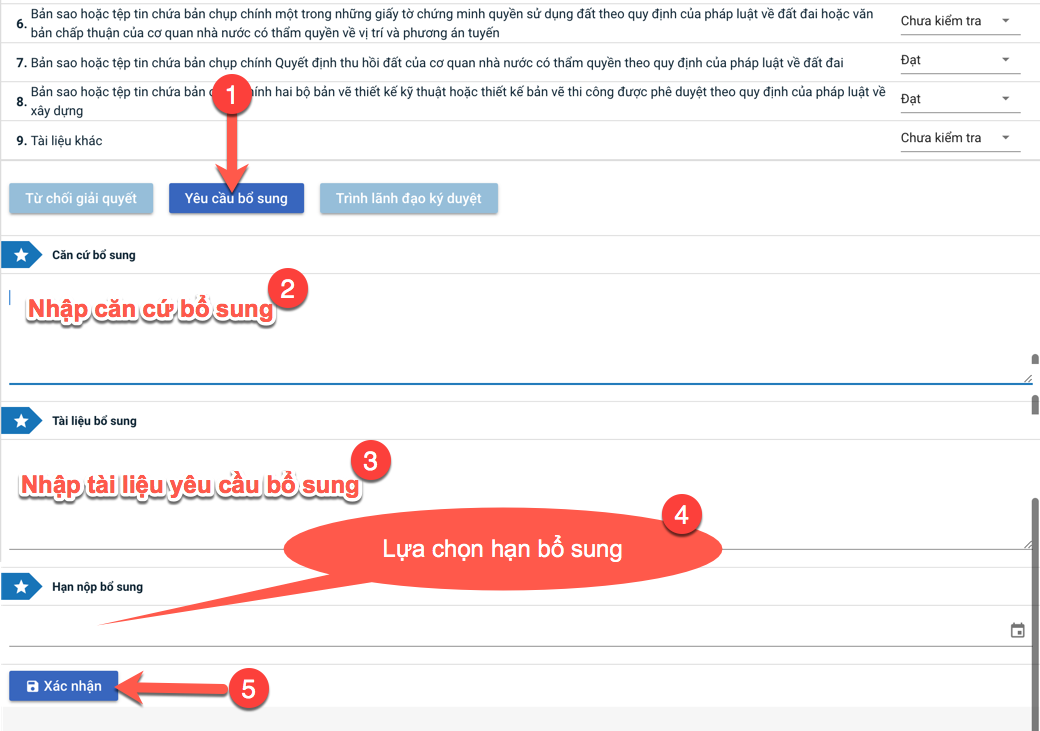 6. Bản sao hoặc tệp tin chứa bản chụp chính một trong những giấy tờ chứng minh quyền sử dụng đất theo quy định của pháp luật về đất đai hoặc văn
bản chấp thuận của cơ quan nhà nước có thẩm quyền về vị trí và phương án tuyến
Chưa kiểm tra
7. Bản sao hoặc tệp tin chứa bản chụp chính Quyết định thu hồi đất của cơ quan nhà nước có thẩm quyền theo quy định của pháp luật về đất đai
Đạt
8. Bản sao hoặc tệp tin chứa bản hính hai bộ bản vẽ thiết kế kỹ thuật hoặc thiết kế bản vẽ thi công được phê duyệt theo quy định của pháp luật về
xây dựng
Đạt
9. Tài liệu khác
Chưa kiểm tra
1
Từ chối giải quyết
Yêu cầu bổ sung
Trình lãnh đạo ký duyệt
Căn cứ bổ sung
2
Nhập căn cứ bổ sung
Tài liệu bổ sung
3
Nhập tài liệu yêu cầu bổ sung
4
Lựa chọn hạn bổ sung
Hạn nộp bổ sung
Xác nhận
5